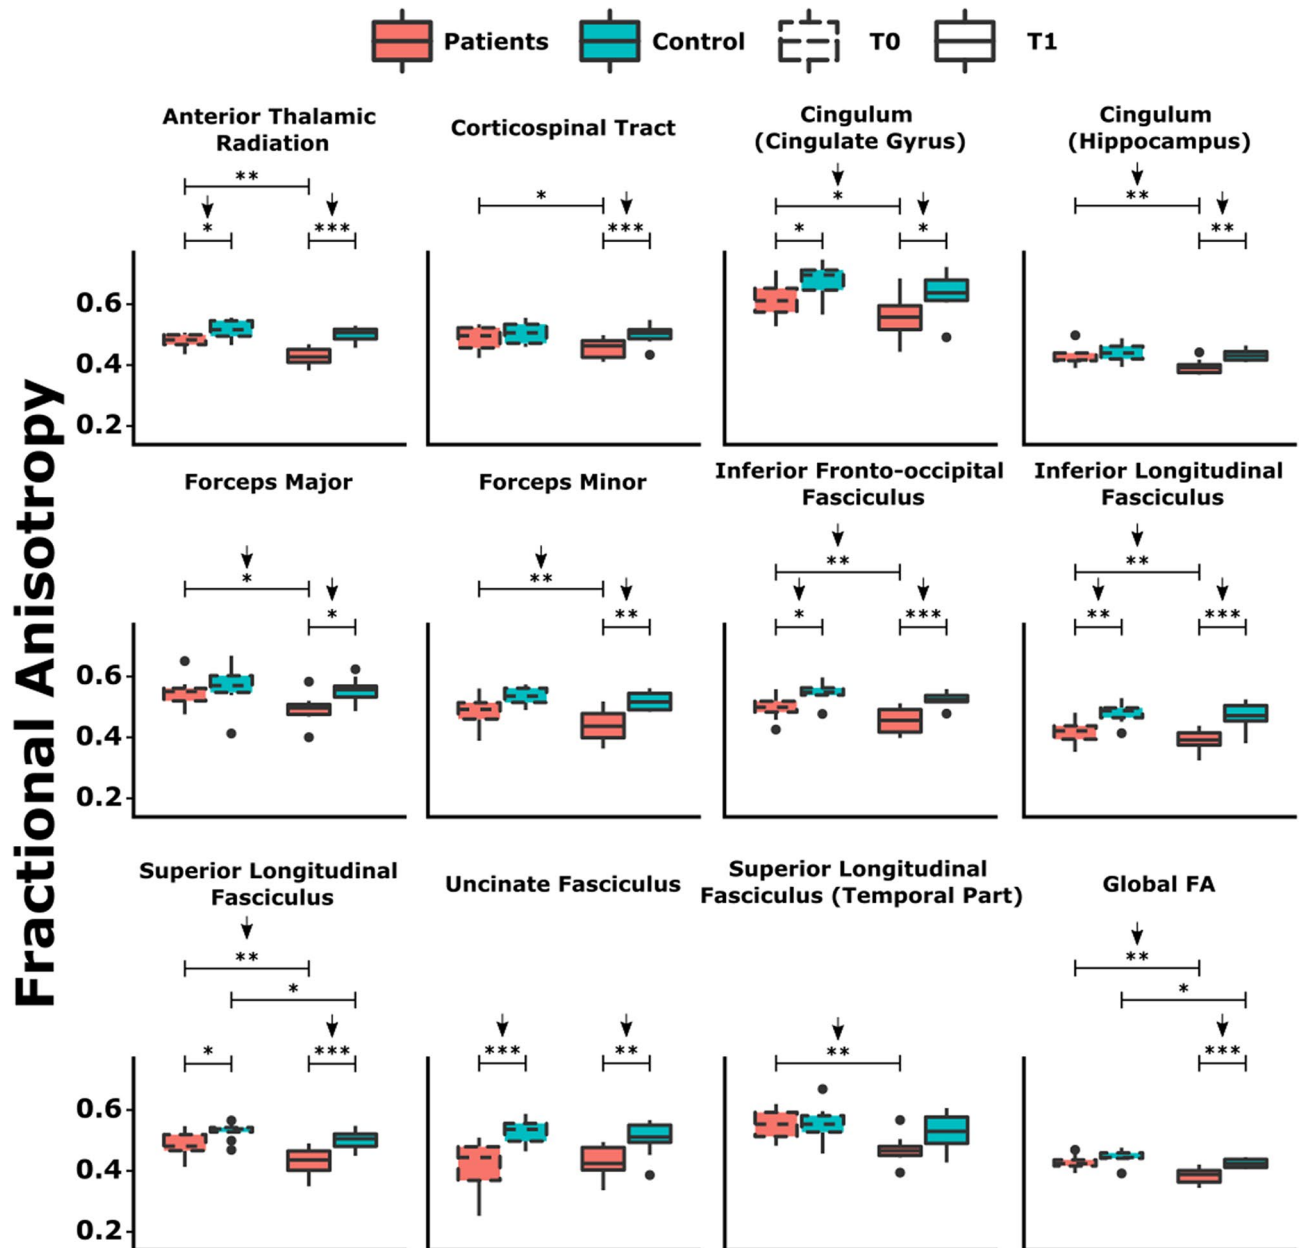 Patients Control T0 T1
Anterior Thalamic
Radiation
Corticospinal Tract
Cingulum
(Cingulate Gyrus)
Cingulum
(Hippocampus)
** * ***
* ***
* * *
** **
Fractional Anisotropy
0.6
0.4
0.2
Forceps Major
Forceps Minor
Inferior Fronto-occipital
Fasciculus
Inferior Longitudinal
Fasciculus
* *
** **
** * ***
** ** ***
0.6
0.4
0.2
Superior Longitudinal
Fasciculus
Uncinate Fasciculus
Superior Longitudinal
Fasciculus (Temporal Part)
Global FA
** * * ***
*** **
**
** * ***
0.6
0.4
0.2